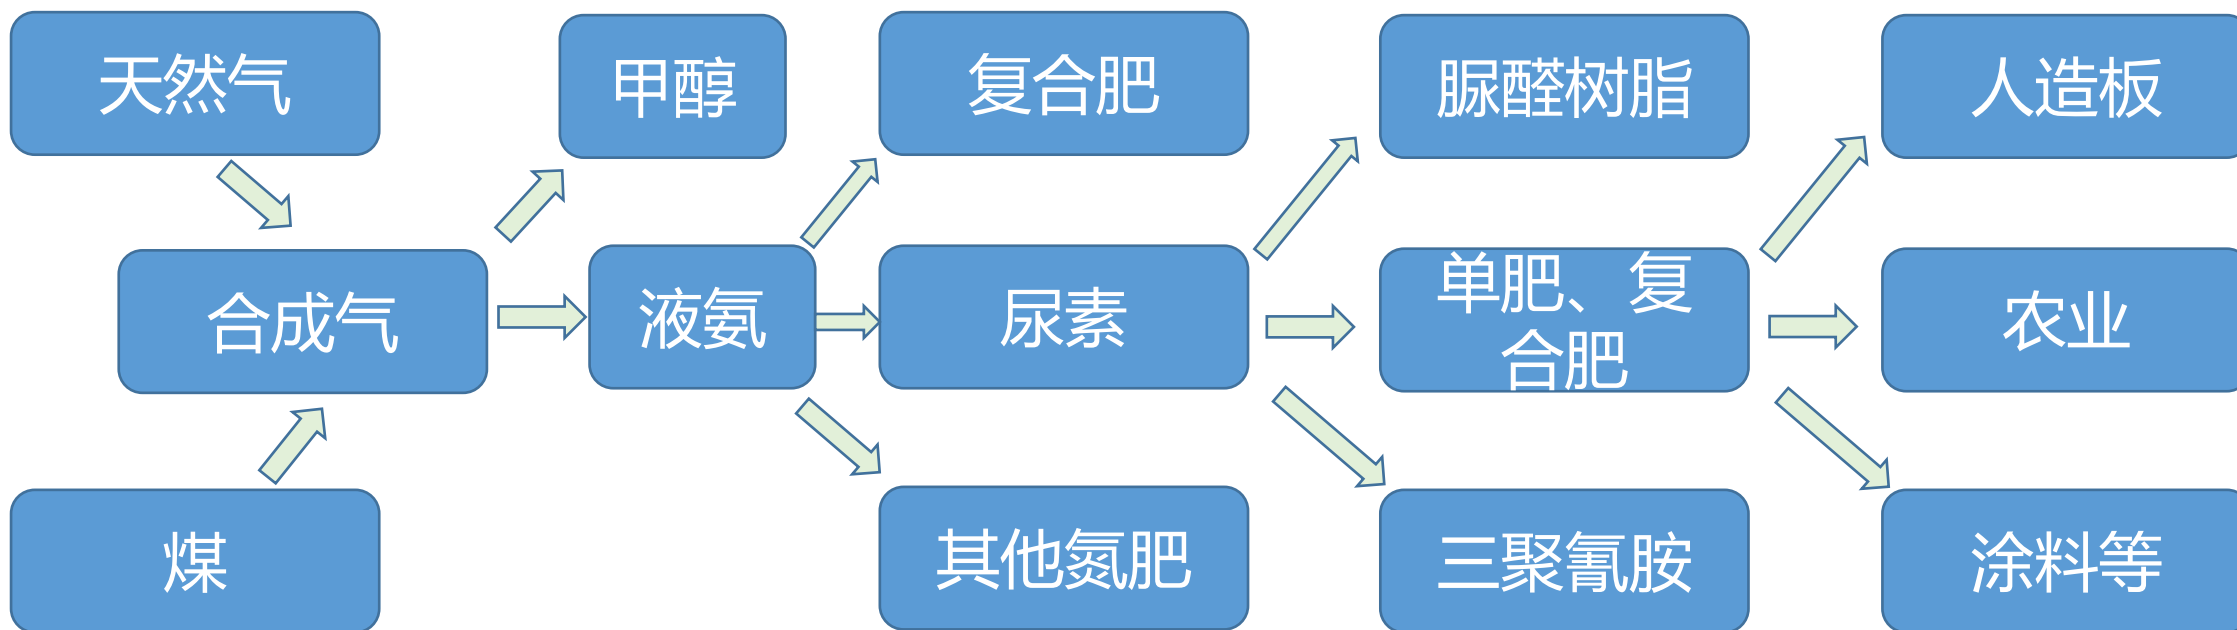 天然气
甲醇
复合肥
脲醛树脂
人造板
合成气
液氨
尿素
单肥、复
合肥
农业
煤
其他氮肥
三聚氰胺
涂料等